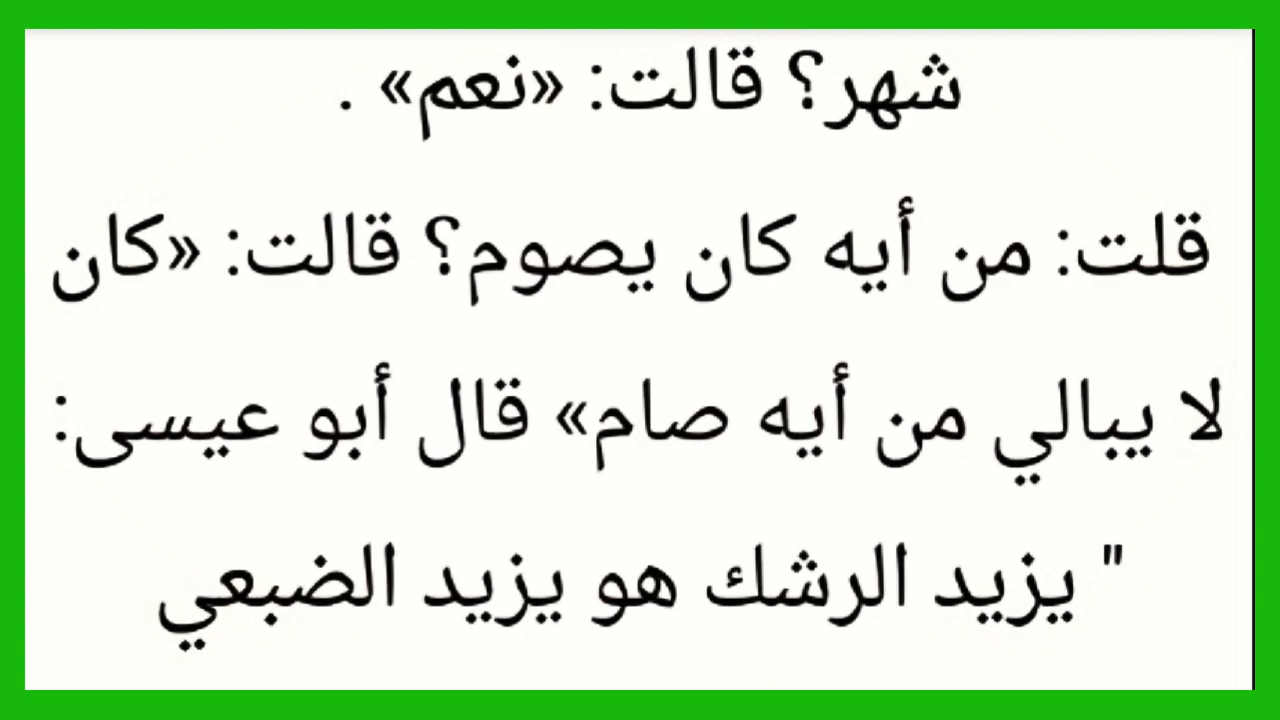 شهر؟ قالت: «نعم» .
قلت: من أيه كان يصوم؟ قالت: «كان
لا يبالي من أيه صام» قال أبو عيسى:
" يزيد الرشك هو يزيد الضبعي